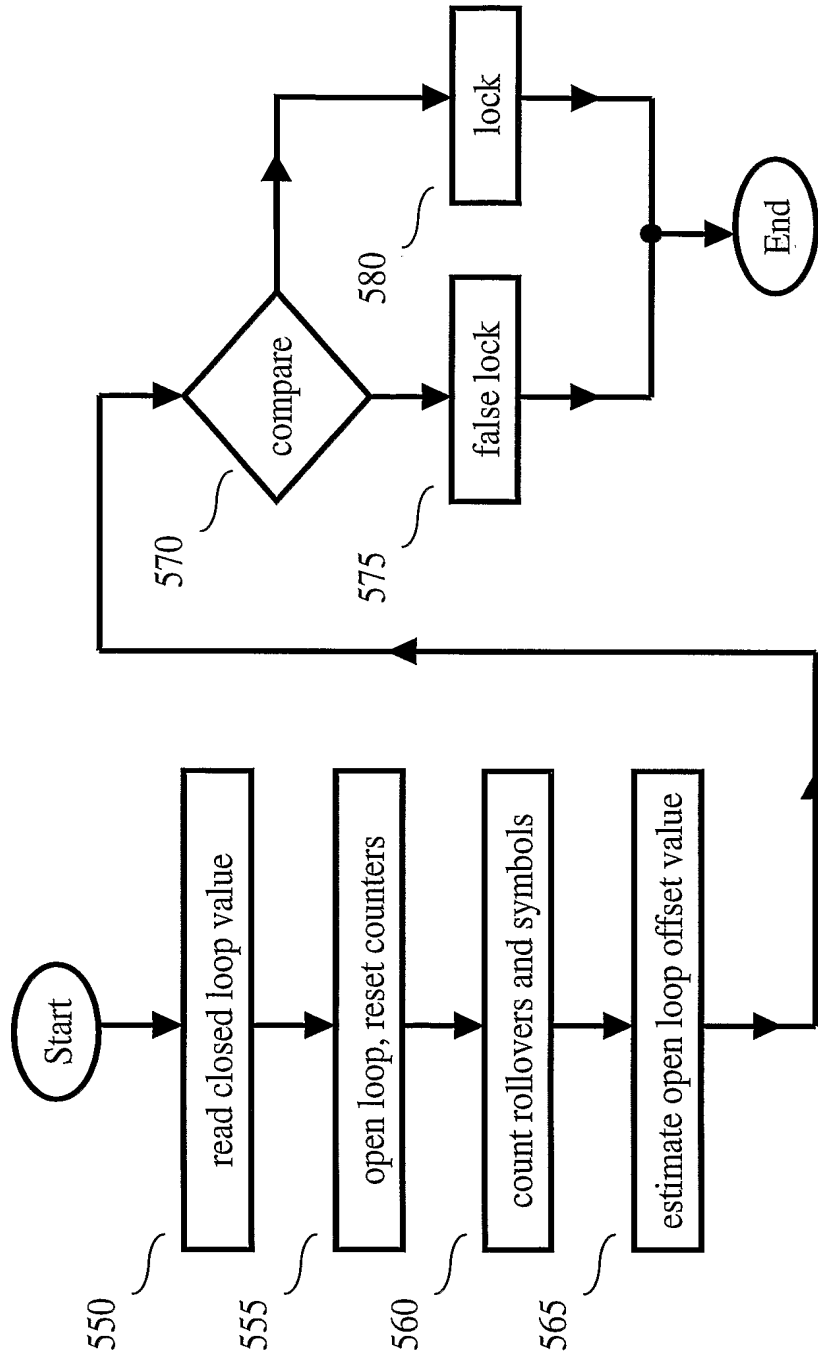 Start
550
read closed loop value
555
open loop, reset counters
560
count rollovers and symbols
565
estimate open loop offset value
570
compare
575
false lock
580
lock
End